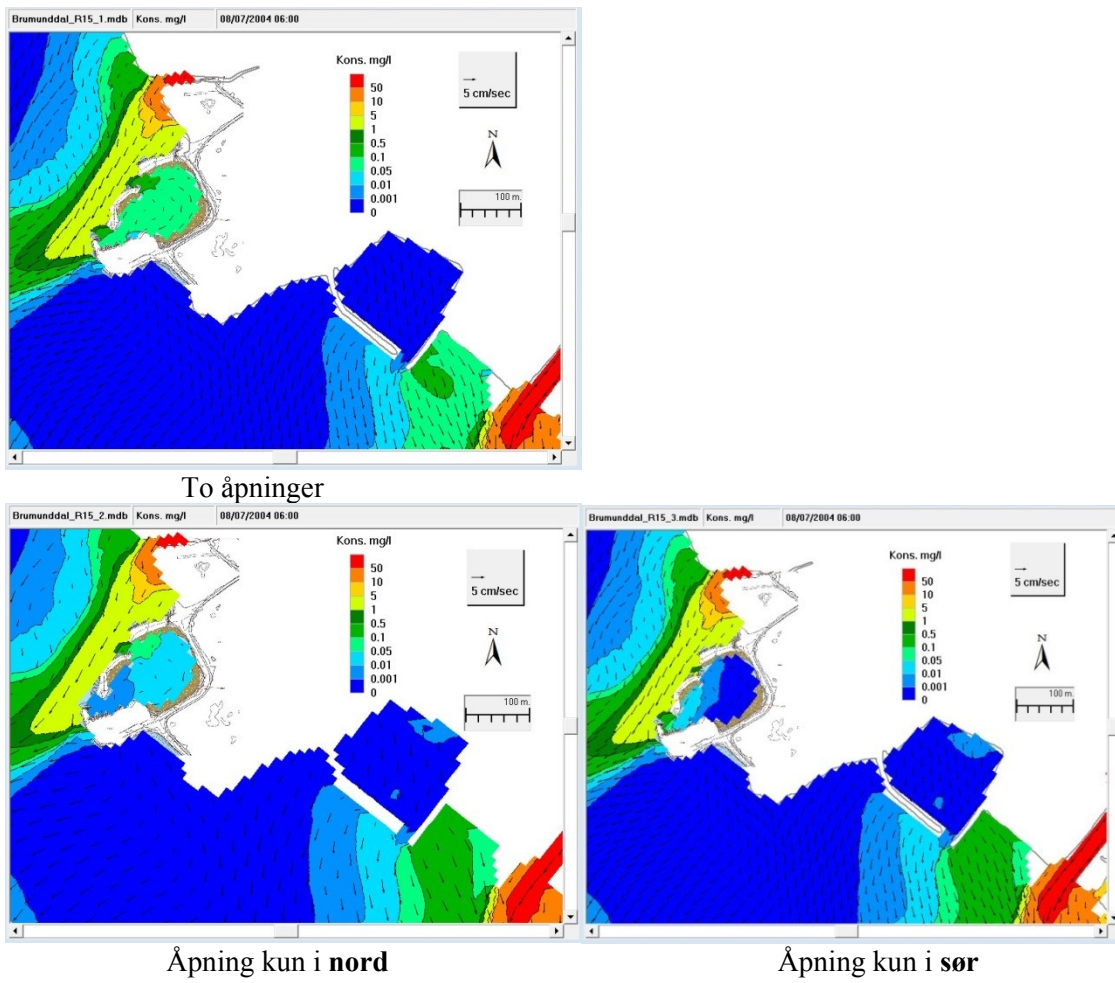 Brumunddal_R15_1.mdb Kons. mg/l 08/07/2004 06:00
Kons. mg/l
50
10
5
1
0.5
0.1
0.05
0.01
0.001
0
5 cm/sec
N
100 m.
To åpninger
Brumunddal_R15_2.mdb Kons. mg/l 08/07/2004 06:00
Kons. mg/l
50
10
5
1
0.5
0.1
0.05
0.01
0.001
0
5 cm/sec
N
100 m.
Åpning kun i nord
Brumunddal_R15_3.mdb Kons. mg/l 08/07/2004 06:00
Kons. mg/l
50
10
5
1
0.5
0.1
0.05
0.01
0.001
0
5 cm/sec
N
100 m.
Åpning kun i sør